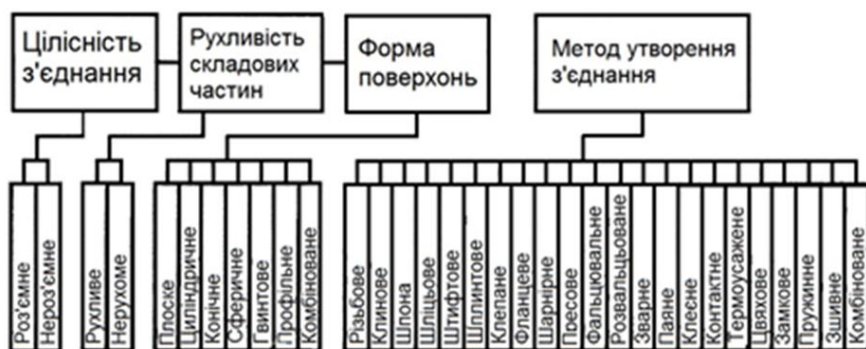 Цілісність
з'єднання
Рухливість
складових
частин
Форма
поверхонь
Метод утворення
з'єднання
Роз'ємне
Нероз'ємне
Рухливе
Нерухоме
Плоске
Циліндричне
Конічне
Сферичне
Гвинтове
Профільне
Комбіноване
Різьбове
Клинове
Шпона
Шліцьове
Штифтове
Шплинтове
Клепане
Фланцеве
Шарнірне
Пресове
Фальцювальне
Розвальцьоване
Зварне
Паяне
Клесне
Контактне
Термоусажене
Цвяхове
Замкове
Пружинне
Зшивне
Комбіноване